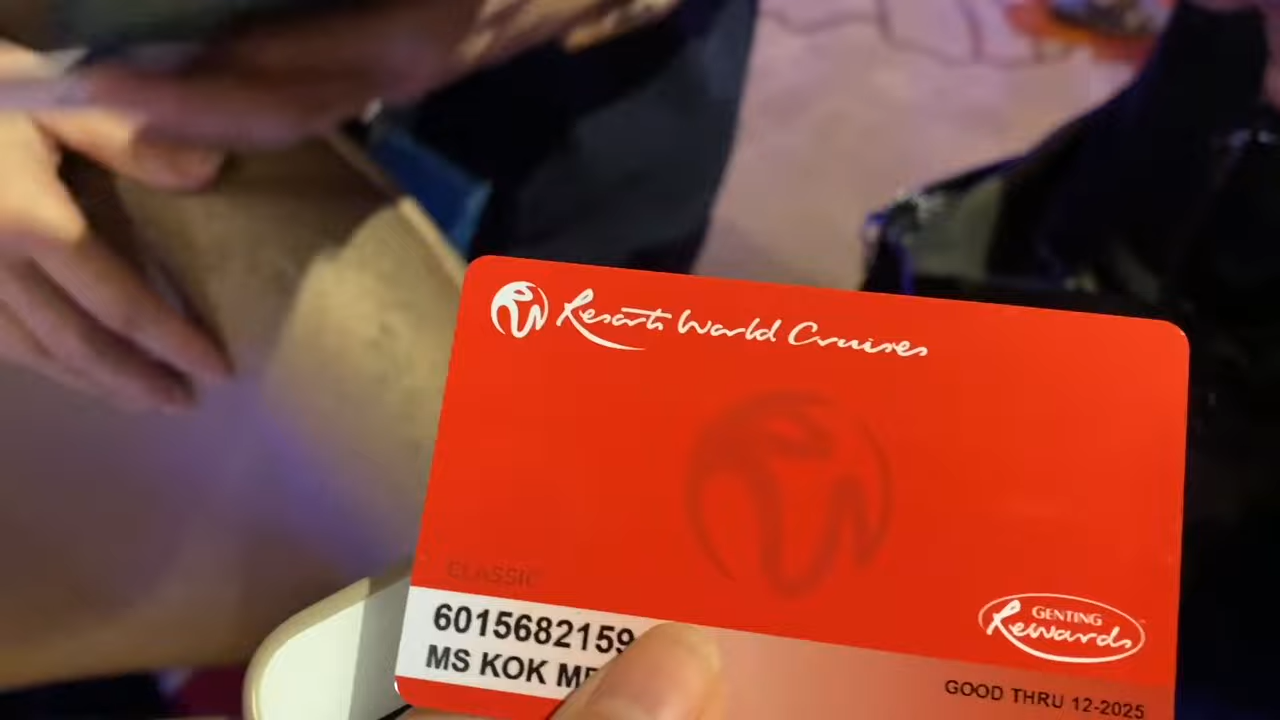 Resorts World Cruises
CLASSIC
6015682159
MS KOK
GENTING
Rewards
GOOD THRU 12-2025